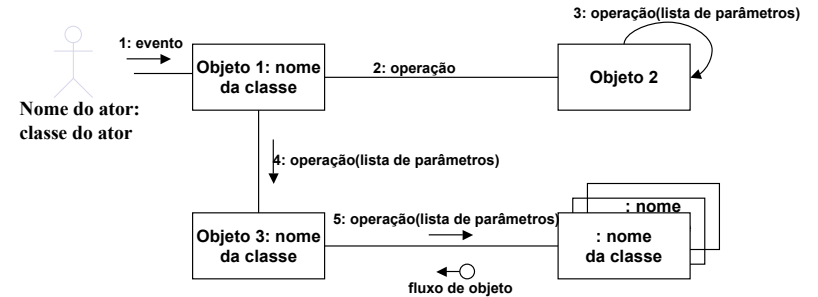 3: operação(lista de parâmetros)
1: evento
Objeto 1: nome
da classe
2: operação
Objeto 2
Nome do ator:
classe do ator
4: operação(lista de parâmetros)
5: operação(lista de parâmetros)
Objeto 3: nome
da classe
: nome
: nome
da classe
fluxo de objeto